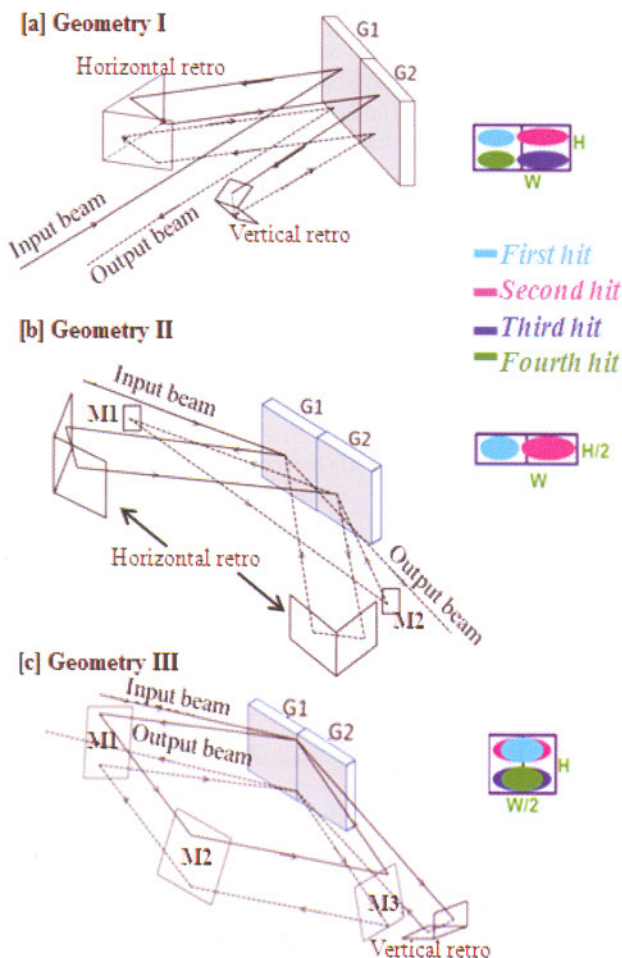 [a] Geometry I
Horizontal retro
G1
G2
Input beam
Output beam
Vertical retro
H
W
First hit
Second hit
Third hit
Fourth hit
[b] Geometry II
Input beam
M1
G1
G2
H/2
W
Horizontal retro
Output beam
M2
[c] Geometry III
Input beam
G1
G2
M1
Output beam
H
W/2
M2
M3
Vertical retro